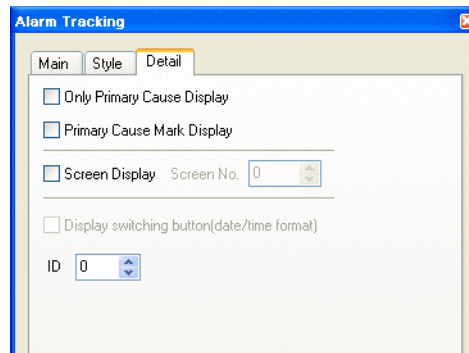 Alarm Tracking
Main Style Detail
Only Primary Cause Display
Primary Cause Mark Display
Screen Display Screen No. 0
Display switching button(date/time format)
ID 0